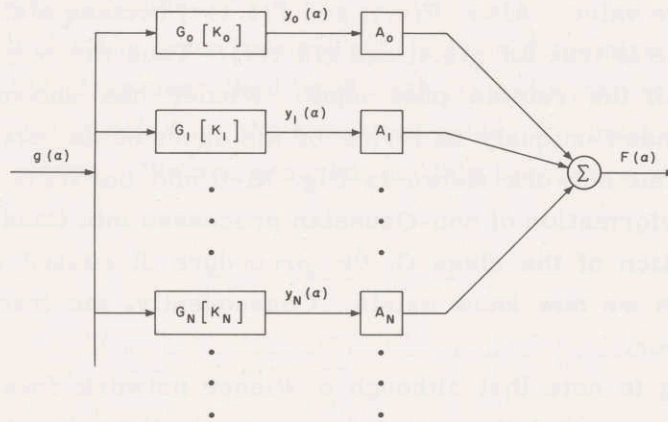 G₀[K₀] y₀(a) A₀
G₁[K₁] y₁(a) A₁
g(a) Σ F(a)
G_N[K_N] y_N(a) A_N